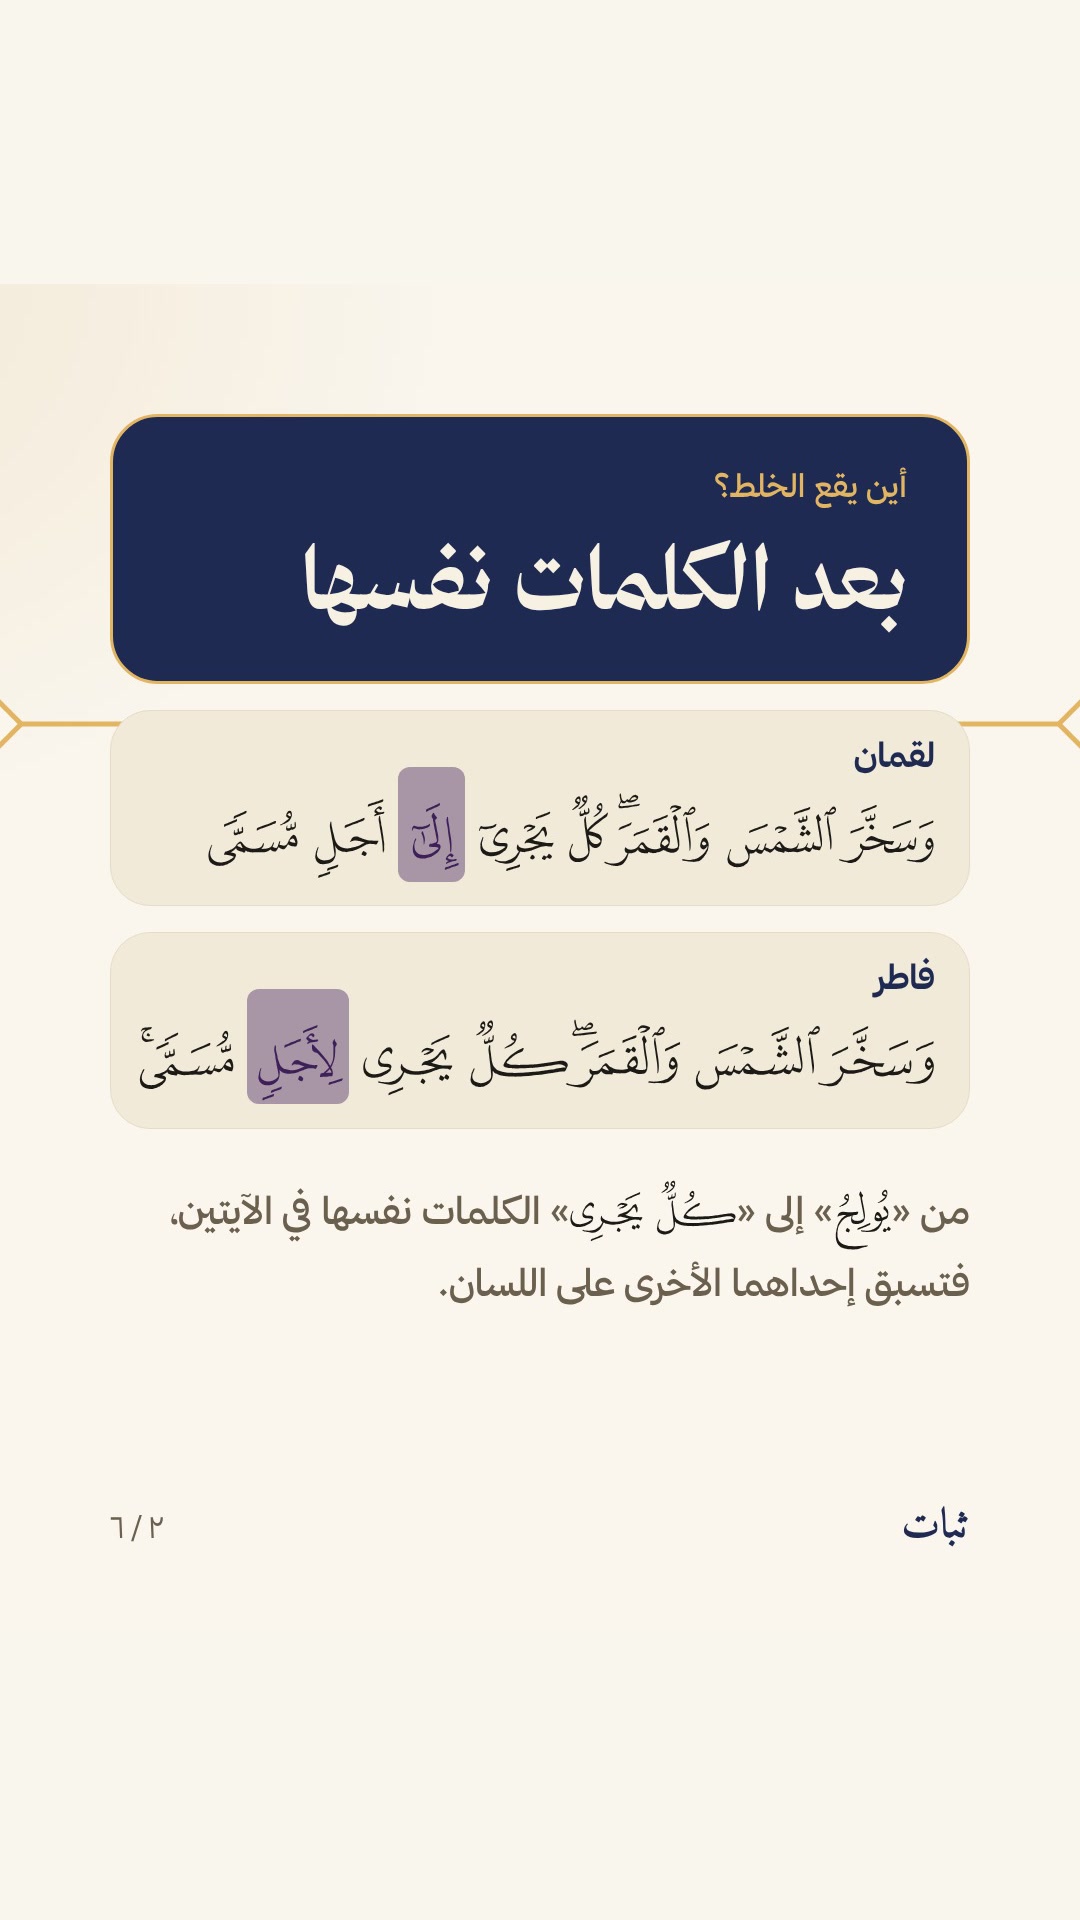 أين يقع الخلط؟
بعد الكلمات نفسها
لقمان
وَسَخَّرَ ٱلشَّمْسَ وَٱلْقَمَرَۖ كُلٌّ يَجْرِىٓ إِلَىٰٓ أَجَلٍ مُّسَمًّى
فاطر
وَسَخَّرَ ٱلشَّمْسَ وَٱلْقَمَرَۖ كُلٌّ يَجْرِى لِأَجَلٍ مُّسَمًّىۚ
من «يُولِجُ» إلى «كُلٌّ يَجْرِى» الكلمات نفسها في الآيتين،
فتسبق إحداهما الأخرى على اللسان.
ثبات
٢ / ٦